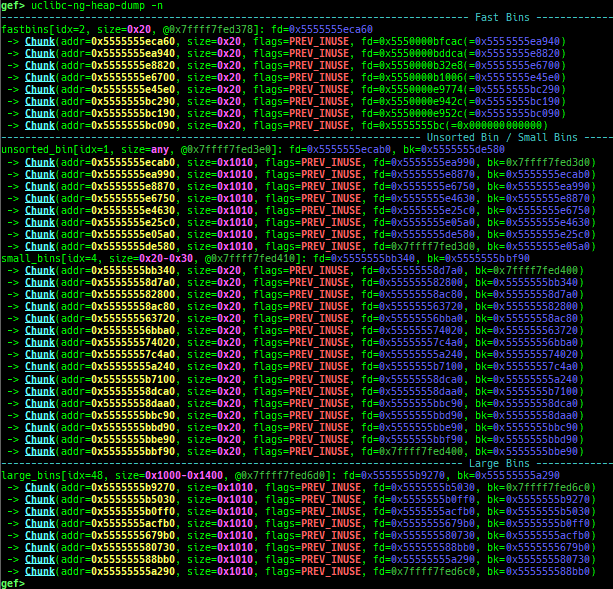 gef> uclibc-ng-heap-dump -n
Fast Bins
fastbins[idx=2, size=0x20, @0x7ffff7fed378]: fd=0x5555555eca60
-> Chunk(addr=0x5555555eca60, size=0x20, flags=PREV_INUSE, fd=0x5550000bfcac(=0x5555555ea940)
-> Chunk(addr=0x5555555ea940, size=0x20, flags=PREV_INUSE, fd=0x5550000bddca(=0x5555555e8820)
-> Chunk(addr=0x5555555e8820, size=0x20, flags=PREV_INUSE, fd=0x5550000b32e8(=0x5555555e6700)
-> Chunk(addr=0x5555555e6700, size=0x20, flags=PREV_INUSE, fd=0x5550000b1006(=0x5555555e45e0)
-> Chunk(addr=0x5555555e45e0, size=0x20, flags=PREV_INUSE, fd=0x5550000e9774(=0x5555555bc290)
-> Chunk(addr=0x5555555bc290, size=0x20, flags=PREV_INUSE, fd=0x5550000e942c(=0x5555555bc190)
-> Chunk(addr=0x5555555bc190, size=0x20, flags=PREV_INUSE, fd=0x5550000e952c(=0x5555555bc090)
-> Chunk(addr=0x5555555bc090, size=0x20, flags=PREV_INUSE, fd=0x5555555bc(=0x000000000000)
Unsorted Bin / Small Bins
unsorted_bin[idx=1, size=any, @0x7ffff7fed3e0]: fd=0x5555555ecab0, bk=0x5555555de580
-> Chunk(addr=0x5555555ecab0, size=0x1010, flags=PREV_INUSE, fd=0x5555555ea990, bk=0x7ffff7fed3d0)
-> Chunk(addr=0x5555555ea990, size=0x1010, flags=PREV_INUSE, fd=0x5555555e8870, bk=0x5555555ecab0)
-> Chunk(addr=0x5555555e8870, size=0x1010, flags=PREV_INUSE, fd=0x5555555e6750, bk=0x5555555ea990)
-> Chunk(addr=0x5555555e6750, size=0x1010, flags=PREV_INUSE, fd=0x5555555e4630, bk=0x5555555e8870)
-> Chunk(addr=0x5555555e4630, size=0x1010, flags=PREV_INUSE, fd=0x5555555e25c0, bk=0x5555555e6750)
-> Chunk(addr=0x5555555e25c0, size=0x1010, flags=PREV_INUSE, fd=0x5555555e05a0, bk=0x5555555e4630)
-> Chunk(addr=0x5555555e05a0, size=0x1010, flags=PREV_INUSE, fd=0x5555555de580, bk=0x5555555e25c0)
-> Chunk(addr=0x5555555de580, size=0x1010, flags=PREV_INUSE, fd=0x7ffff7fed3d0, bk=0x5555555e05a0)
small_bins[idx=4, size=0x20-0x30, @0x7ffff7fed410]: fd=0x5555555bb340, bk=0x5555555bbf90
-> Chunk(addr=0x5555555bb340, size=0x20, flags=PREV_INUSE, fd=0x55555558d7a0, bk=0x7ffff7fed400)
-> Chunk(addr=0x55555558d7a0, size=0x20, flags=PREV_INUSE, fd=0x555555582800, bk=0x5555555bb340)
-> Chunk(addr=0x555555582800, size=0x20, flags=PREV_INUSE, fd=0x55555558ac80, bk=0x55555558d7a0)
-> Chunk(addr=0x55555558ac80, size=0x20, flags=PREV_INUSE, fd=0x555555563720, bk=0x555555582800)
-> Chunk(addr=0x555555563720, size=0x20, flags=PREV_INUSE, fd=0x55555556bba0, bk=0x55555558ac80)
-> Chunk(addr=0x55555556bba0, size=0x20, flags=PREV_INUSE, fd=0x555555574020, bk=0x555555563720)
-> Chunk(addr=0x555555574020, size=0x20, flags=PREV_INUSE, fd=0x55555557c4a0, bk=0x55555556bba0)
-> Chunk(addr=0x55555557c4a0, size=0x20, flags=PREV_INUSE, fd=0x55555555a240, bk=0x555555574020)
-> Chunk(addr=0x55555555a240, size=0x20, flags=PREV_INUSE, fd=0x5555555b7100, bk=0x55555557c4a0)
-> Chunk(addr=0x5555555b7100, size=0x20, flags=PREV_INUSE, fd=0x55555558dca0, bk=0x55555555a240)
-> Chunk(addr=0x55555558dca0, size=0x20, flags=PREV_INUSE, fd=0x55555558daa0, bk=0x5555555b7100)
-> Chunk(addr=0x55555558daa0, size=0x20, flags=PREV_INUSE, fd=0x5555555bbc90, bk=0x55555558dca0)
-> Chunk(addr=0x5555555bbc90, size=0x20, flags=PREV_INUSE, fd=0x5555555bbd90, bk=0x55555558daa0)
-> Chunk(addr=0x5555555bbd90, size=0x20, flags=PREV_INUSE, fd=0x5555555bbe90, bk=0x5555555bbc90)
-> Chunk(addr=0x5555555bbe90, size=0x20, flags=PREV_INUSE, fd=0x5555555bbf90, bk=0x5555555bbd90)
-> Chunk(addr=0x5555555bbf90, size=0x20, flags=PREV_INUSE, fd=0x7ffff7fed400, bk=0x5555555bbe90)
Large Bins
large_bins[idx=48, size=0x1000-0x1400, @0x7ffff7fed6d0]: fd=0x5555555b9270, bk=0x55555555a290
-> Chunk(addr=0x5555555b9270, size=0x1010, flags=PREV_INUSE, fd=0x5555555b5030, bk=0x7ffff7fed6c0)
-> Chunk(addr=0x5555555b5030, size=0x1010, flags=PREV_INUSE, fd=0x5555555b0ff0, bk=0x5555555b9270)
-> Chunk(addr=0x5555555b0ff0, size=0x1010, flags=PREV_INUSE, fd=0x5555555acfb0, bk=0x5555555b5030)
-> Chunk(addr=0x5555555acfb0, size=0x1010, flags=PREV_INUSE, fd=0x5555555679b0, bk=0x5555555b0ff0)
-> Chunk(addr=0x5555555679b0, size=0x1010, flags=PREV_INUSE, fd=0x555555580730, bk=0x5555555acfb0)
-> Chunk(addr=0x555555580730, size=0x1010, flags=PREV_INUSE, fd=0x555555588bb0, bk=0x5555555679b0)
-> Chunk(addr=0x555555588bb0, size=0x1010, flags=PREV_INUSE, fd=0x55555555a290, bk=0x555555580730)
-> Chunk(addr=0x55555555a290, size=0x1010, flags=PREV_INUSE, fd=0x7ffff7fed6c0, bk=0x555555588bb0)
gef>